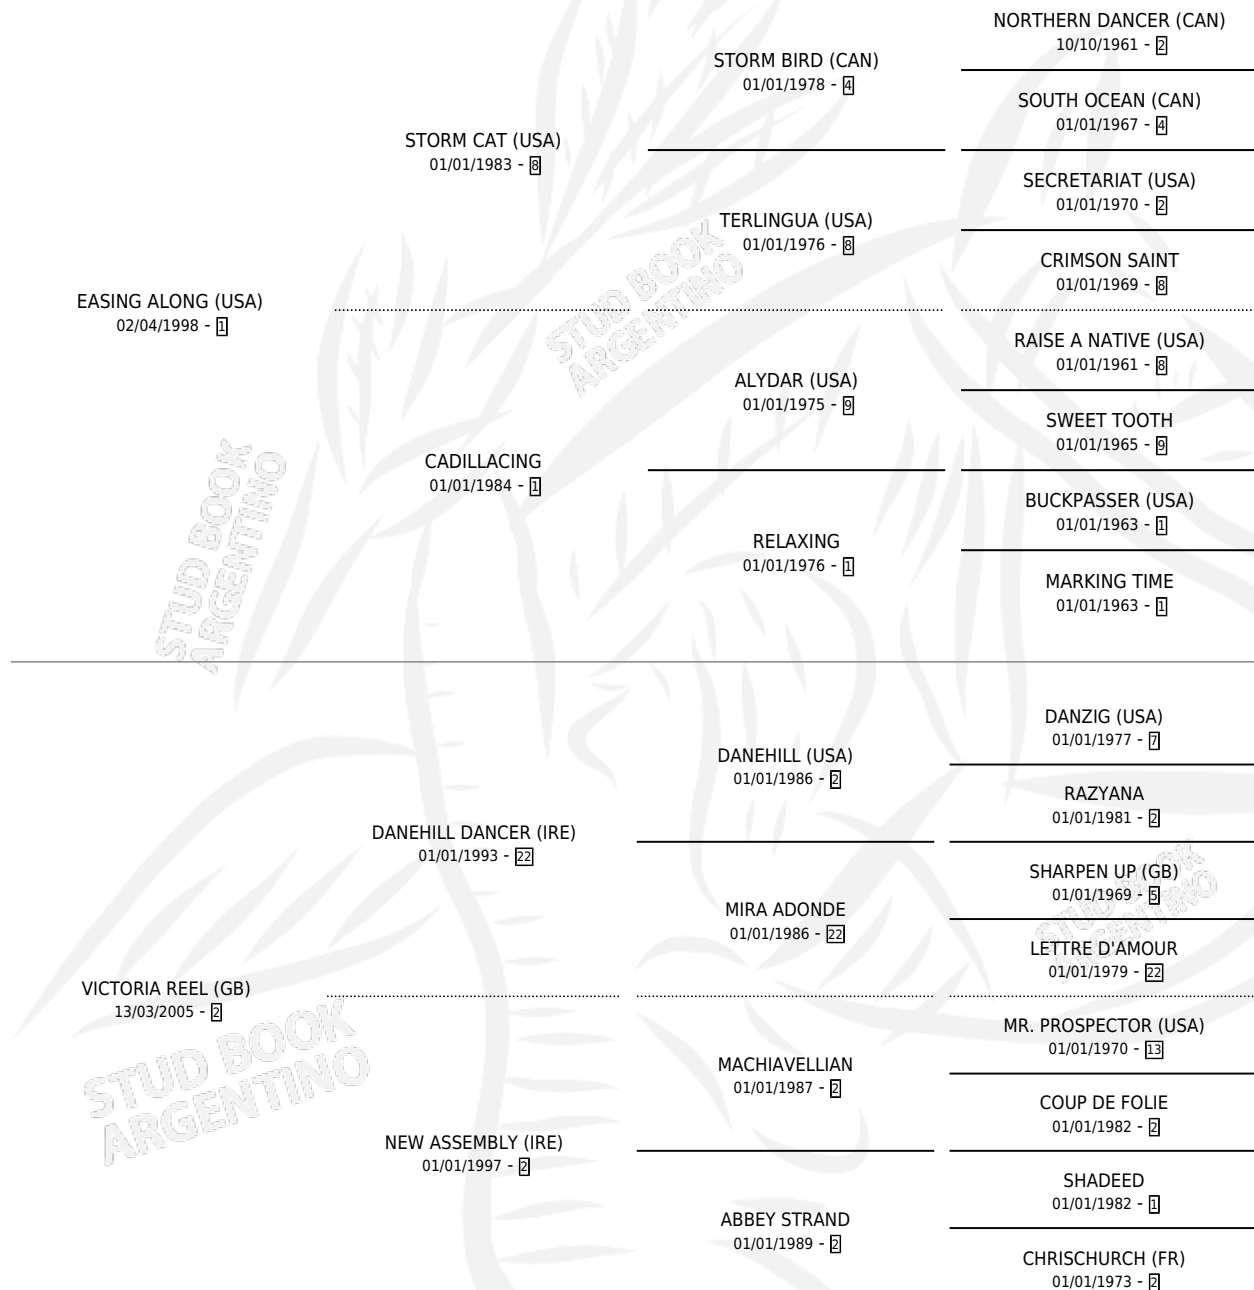 NORTHERN DANCER (CAN)
10/10/1961 - 2
STORM BIRD (CAN)
01/01/1978 - 4
SOUTH OCEAN (CAN)
01/01/1967 - 4
STORM CAT (USA)
01/01/1983 - 8
SECRETARIAT (USA)
01/01/1970 - 2
TERLINGUA (USA)
01/01/1976 - 8
CRIMSON SAINT
01/01/1969 - 8
EASING ALONG (USA)
02/04/1998 - 1
STUD BOOK
ARGENTINO
RAISE A NATIVE (USA)
01/01/1961 - 8
ALYDAR (USA)
01/01/1975 - 9
SWEET TOOTH
01/01/1965 - 9
CADILLACING
01/01/1984 - 1
BUCKPASSER (USA)
01/01/1963 - 1
RELAXING
01/01/1976 - 1
MARKING TIME
01/01/1963 - 1
STUD BOOK
ARGENTINO
DANZIG (USA)
01/01/1977 - 7
DANEHILL (USA)
01/01/1986 - 2
RAZYANA
01/01/1981 - 2
DANEHILL DANCER (IRE)
01/01/1993 - 22
SHARPEN UP (GB)
01/01/1969 - 5
MIRA ADONDE
01/01/1986 - 22
STUD BOOK
ARGENTINO
LETTRE D'AMOUR
01/01/1979 - 22
VICTORIA REEL (GB)
13/03/2005 - 2
STUD BOOK
ARGENTINO
MR. PROSPECTOR (USA)
01/01/1970 - 13
MACHIAVELLIAN
01/01/1987 - 2
COUP DE FOLIE
01/01/1982 - 2
NEW ASSEMBLY (IRE)
01/01/1997 - 2
SHADEED
01/01/1982 - 1
ABBEY STRAND
01/01/1989 - 2
CHRISCHURCH (FR)
01/01/1973 - 2